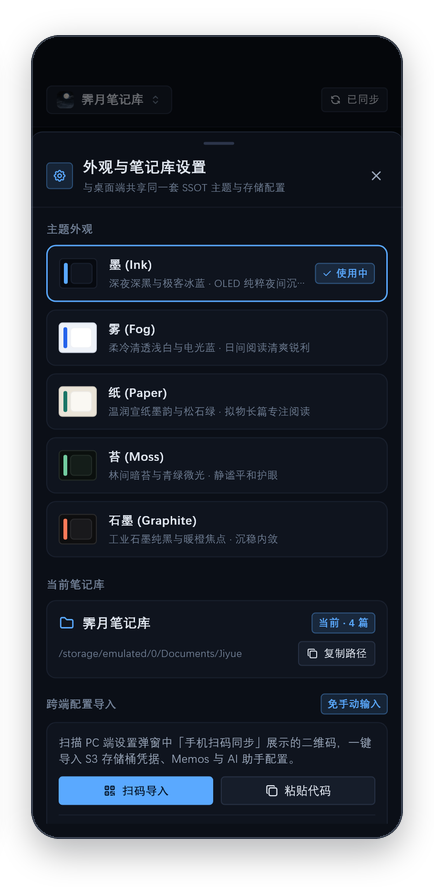 霁月笔记库
已同步
外观与笔记库设置
与桌面端共享同一套 SSOT 主题与存储配置
主题外观
墨 (Ink)
深夜深黑与极客冰蓝 · OLED 纯粹夜间沉…
使用中
雾 (Fog)
柔冷清透浅白与电光蓝 · 日间阅读清爽锐利
纸 (Paper)
温润宣纸墨韵与松石绿 · 拟物长篇专注阅读
苔 (Moss)
林间暗苔与青绿微光 · 静谧平和护眼
石墨 (Graphite)
工业石墨纯黑与暖橙焦点 · 沉稳内敛
当前笔记库
霁月笔记库
当前 · 4 篇
/storage/emulated/0/Documents/Jiyue
复制路径
跨端配置导入
免手动输入
扫描 PC 端设置弹窗中「手机扫码同步」展示的二维码，一键
导入 S3 存储桶凭据、Memos 与 AI 助手配置。
扫码导入
粘贴代码